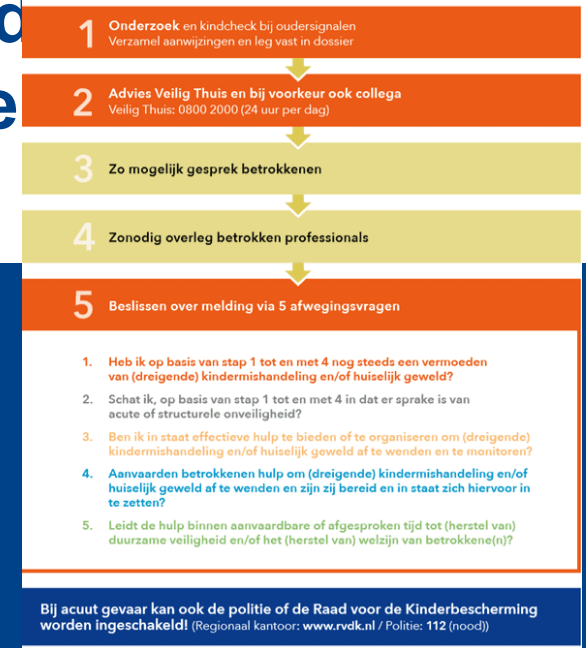 1 Onderzoek en kindcheck bij oudersignalen
Verzamel aanwijzingen en leg vast in dossier
2 Advies Veilig Thuis en bij voorkeur ook collega
Veilig Thuis: 0800 2000 (24 uur per dag)
3 Zo mogelijk gesprek betrokkenen
4 Zonodig overleg betrokken professionals
5 Beslissen over melding via 5 afwegingsvragen
1. Heb ik op basis van stap 1 tot en met 4 nog steeds een vermoeden
van (dreigende) kindermishandeling en/of huiselijk geweld?
2. Schat ik, op basis van stap 1 tot en met 4 in dat er sprake is van
acute of structurele onveiligheid?
3. Ben ik in staat effectieve hulp te bieden of te organiseren om (dreigende)
kindermishandeling en/of huiselijk geweld af te wenden en te monitoren?
4. Aanvaarden betrokkenen hulp om (dreigende) kindermishandeling en/of
huiselijk geweld af te wenden en zijn zij bereid en in staat zich hiervoor in
te zetten?
5. Leidt de hulp binnen aanvaardbare of afgesproken tijd tot (herstel van)
duurzame veiligheid en/of het (herstel van) welzijn van betrokkene(n)?
Bij acuut gevaar kan ook de politie of de Raad voor de Kinderbescherming
worden ingeschakeld! (Regionaal kantoor: www.rvdk.nl / Politie: 112 (nood))